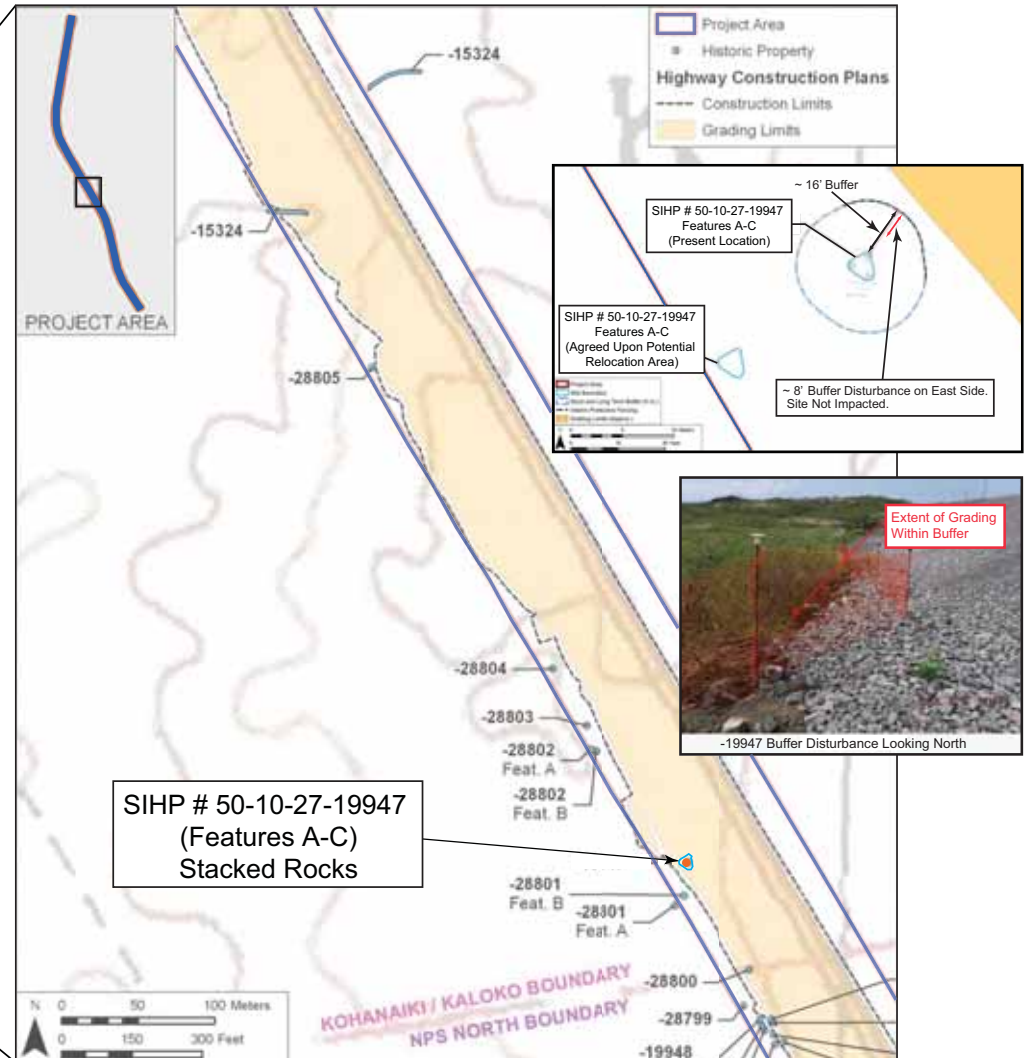 PROJECT AREA
-15324
Project Area
Historic Property
Highway Construction Plans
Construction Limits
Grading Limits
-15324
~ 16' Buffer
SIHP # 50-10-27-19947
Features A-C
(Present Location)
SIHP # 50-10-27-19947
Features A-C
(Agreed Upon Potential
Relocation Area)
~ 8' Buffer Disturbance on East Side.
Site Not Impacted.
Project Area
-28805
Extent of Grading
Within Buffer
-19947 Buffer Disturbance Looking North
-28804
-28803
-28802
Feat. A
-28802
Feat. B
SIHP # 50-10-27-19947
(Features A-C)
Stacked Rocks
-28801
Feat. B
-28801
Feat. A
KOHANAIKI / KALOKO BOUNDARY
NPS NORTH BOUNDARY
-28800
-28799
-19948
N 0 50 100 Meters
0 150 300 Feet